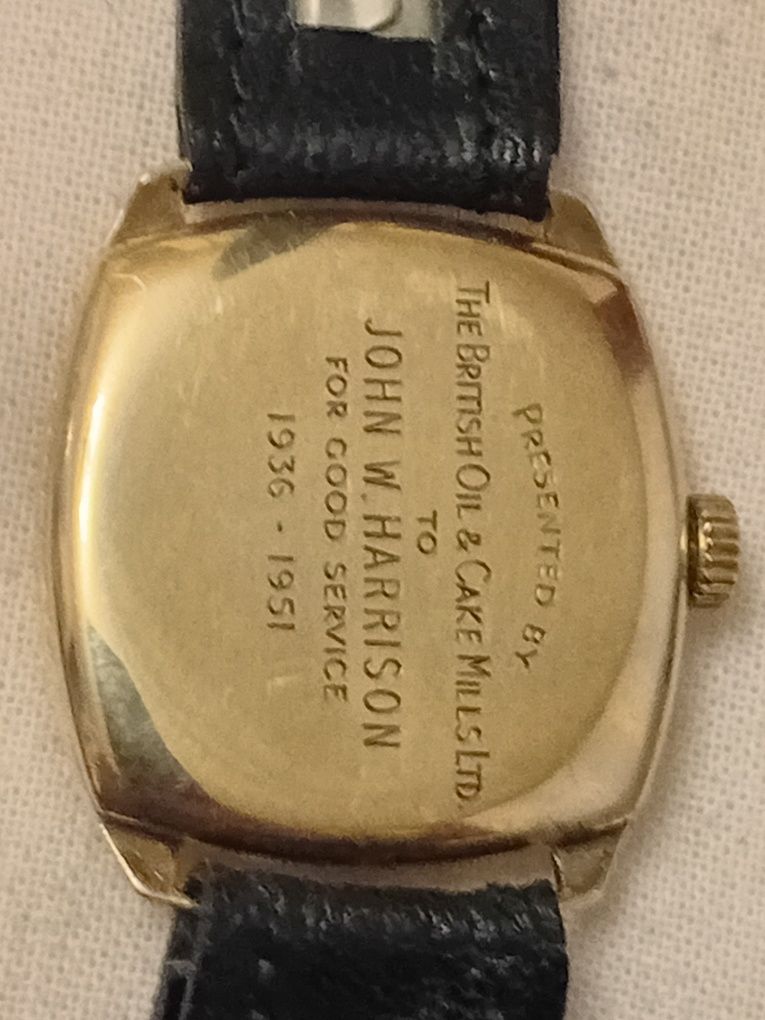 PRESENTED BY
THE BRITISH OIL & CAKE MILLS LTD.
TO
JOHN W. HARRISON
FOR GOOD SERVICE
1936 - 1951